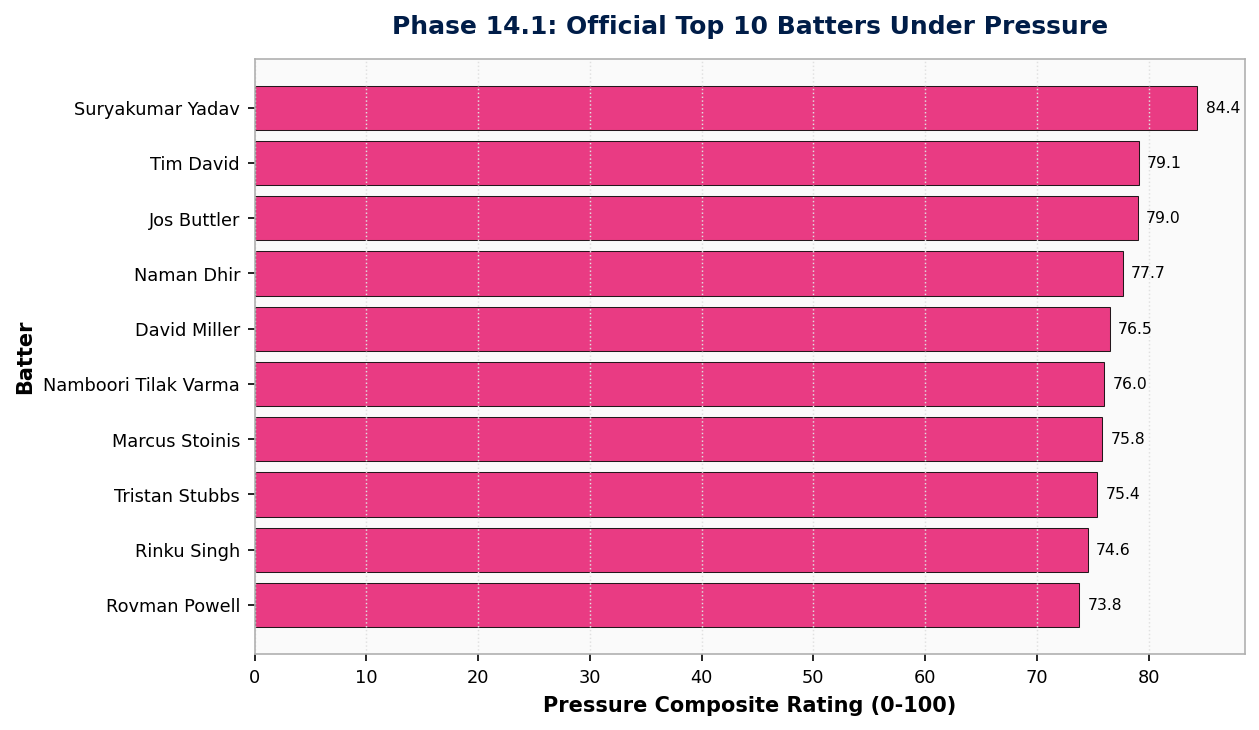 Phase 14.1: Official Top 10 Batters Under Pressure
Batter
Suryakumar Yadav 84.4
Tim David 79.1
Jos Buttler 79.0
Naman Dhir 77.7
David Miller 76.5
Namboori Tilak Varma 76.0
Marcus Stoinis 75.8
Tristan Stubbs 75.4
Rinku Singh 74.6
Rovman Powell 73.8
0 10 20 30 40 50 60 70 80
Pressure Composite Rating (0-100)